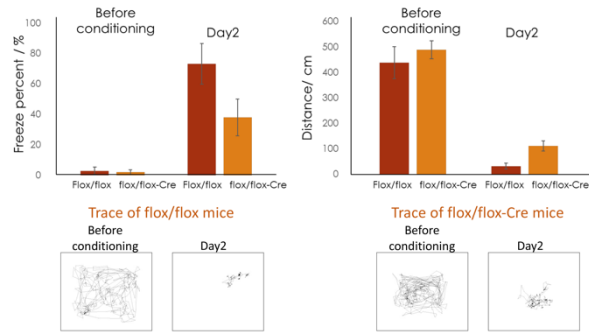 Before
conditioning
Day2
Freeze percent / %
100
80
60
40
20
0
Flox/flox
flox/flox-Cre
Flox/flox
flox/flox-Cre
Before
conditioning
Day2
Distance/ cm
600
500
400
300
200
100
0
Flox/flox
flox/flox-Cre
Flox/flox
flox/flox-Cre
Trace of flox/flox mice
Before
conditioning
Day2
Trace of flox/flox-Cre mice
Before
conditioning
Day2